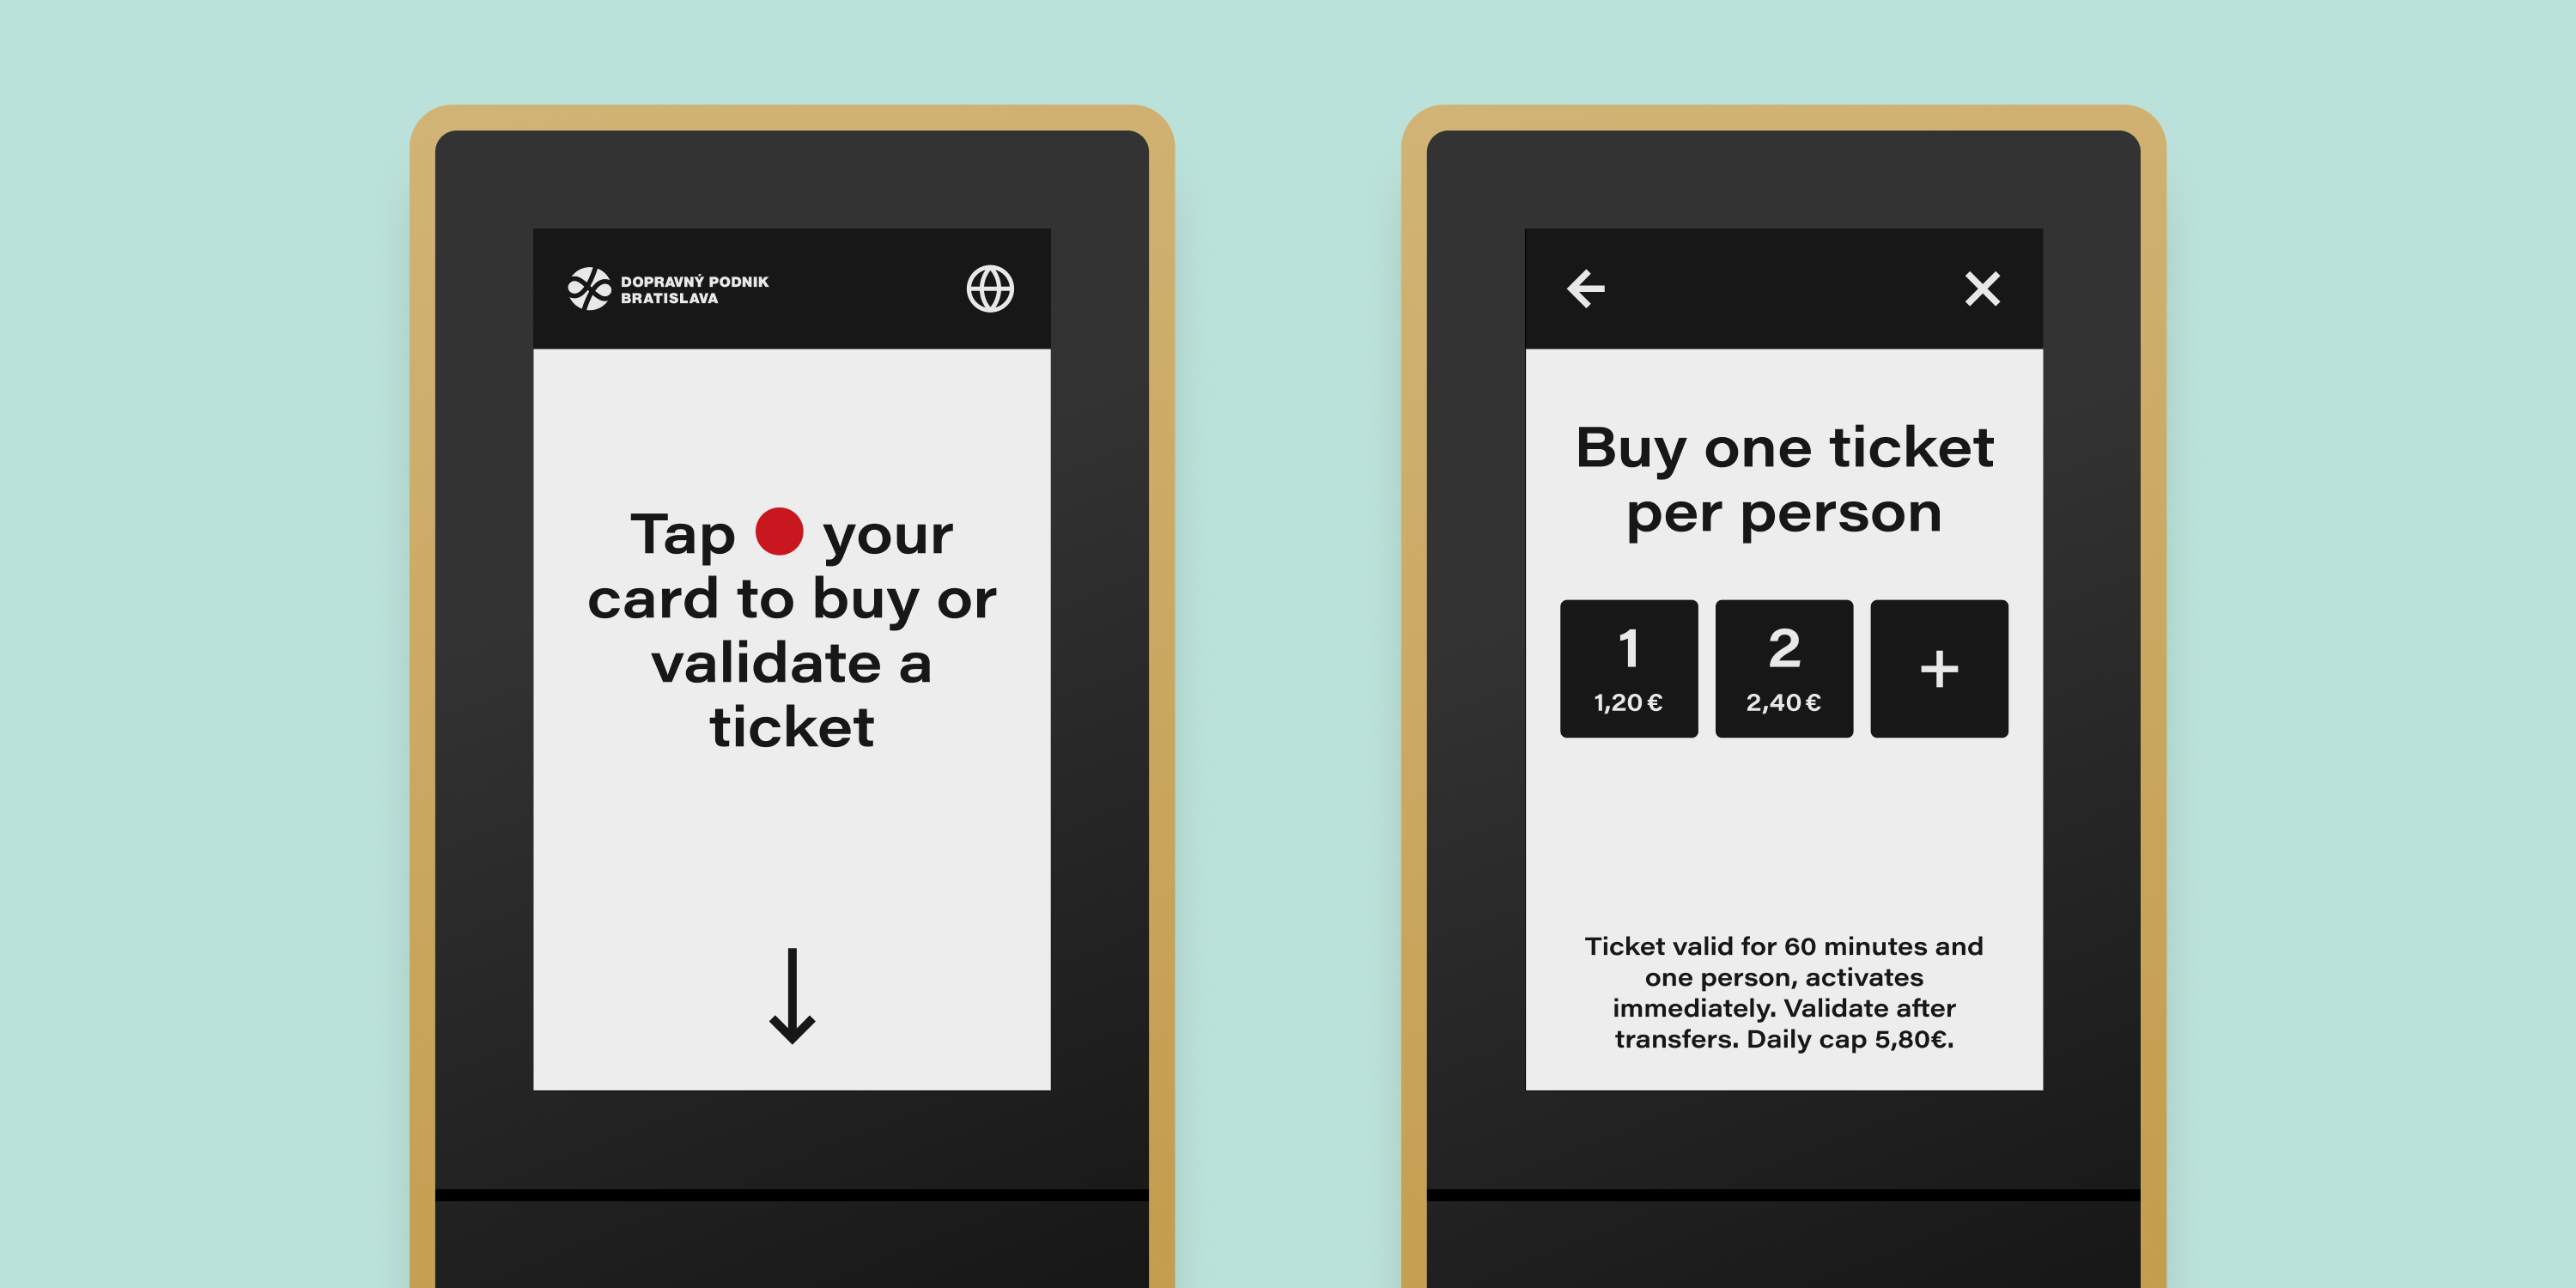 DOPRAVNÝ PODNIK
BRATISLAVA
Tap your
card to buy or
validate a
ticket
Buy one ticket
per person
1
1,20 €
2
2,40 €
+
Ticket valid for 60 minutes and
one person, activates
immediately. Validate after
transfers. Daily cap 5,80€.